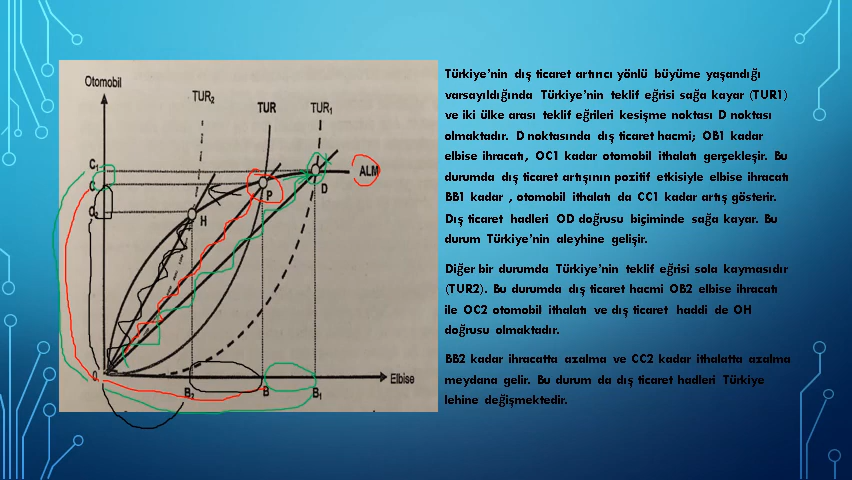 Otomobil
TUR₂
TUR
TUR₁
C₁
C
C₂
ALM
P
D
H
0
B₂
B
B₁
Elbise
Türkiye'nin dış ticaret artırıcı yönlü büyüme yaşandığı
varsayıldığında Türkiye'nin teklif eğrisi sağa kayar (TUR1)
ve iki ülke arası teklif eğrileri kesişme noktası D noktası
olmaktadır. D noktasında dış ticaret hacmi; OB1 kadar
elbise ihracatı, OC1 kadar otomobil ithalatı gerçekleşir. Bu
durumda dış ticaret artışının pozitif etkisiyle elbise ihracatı
BB1 kadar , otomobil ithalatı da CC1 kadar artış gösterir.
Dış ticaret hadleri OD doğrusu biçiminde sağa kayar. Bu
durum Türkiye'nin aleyhine gelişir.
Diğer bir durumda Türkiye'nin teklif eğrisi sola kaymasıdır
(TUR2). Bu durumda dış ticaret hacmi OB2 elbise ihracatı
ile OC2 otomobil ithalatı ve dış ticaret haddi de OH
doğrusu olmaktadır.
BB2 kadar ihracatta azalma ve CC2 kadar ithalatta azalma
meydana gelir. Bu durum da dış ticaret hadleri Türkiye
lehine değişmektedir.